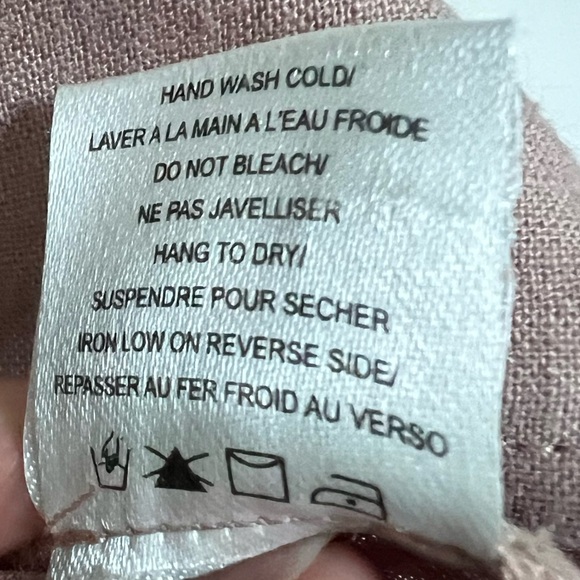 HAND WASH COLD/
LAVER A LA MAIN A L'EAU FROIDE
DO NOT BLEACH/
NE PAS JAVELLISER
HANG TO DRY/
SUSPENDRE POUR SECHER
IRON LOW ON REVERSE SIDE/
REPASSER AU FER FROID AU VERSO